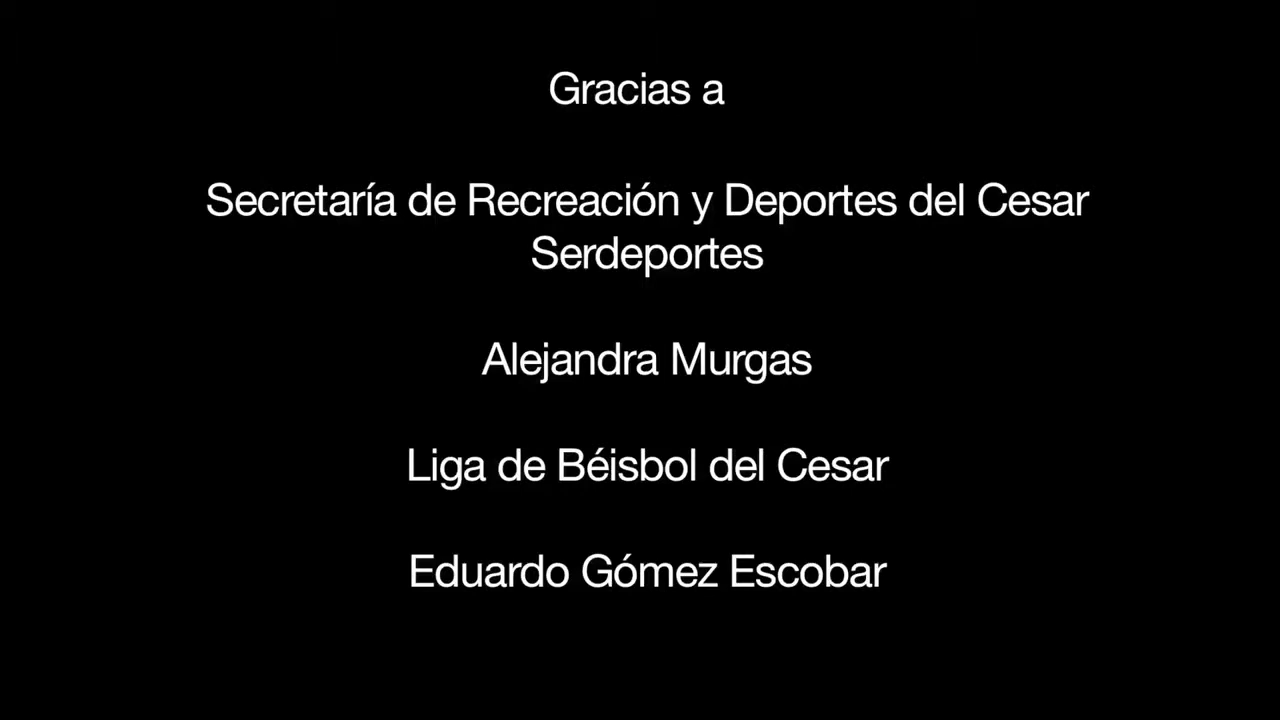 Gracias a
Secretaría de Recreación y Deportes del Cesar
Serdeportes
Alejandra Murgas
Liga de Béisbol del Cesar
Eduardo Gómez Escobar